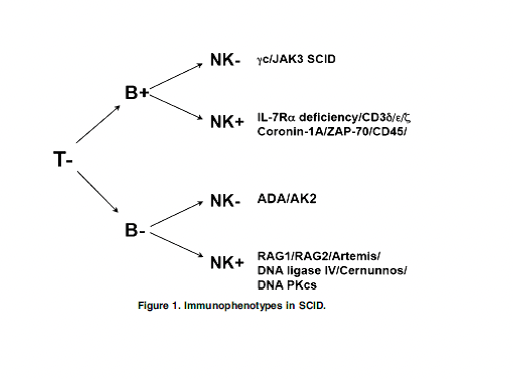 NK- γc/JAK3 SCID
B+
NK+ IL-7Rα deficiency/CD3δ/ε/ζ
Coronin-1A/ZAP-70/CD45/
T-
NK- ADA/AK2
B-
NK+ RAG1/RAG2/Artemis/
DNA ligase IV/Cernunnos/
DNA PKcs
Figure 1. Immunophenotypes in SCID.